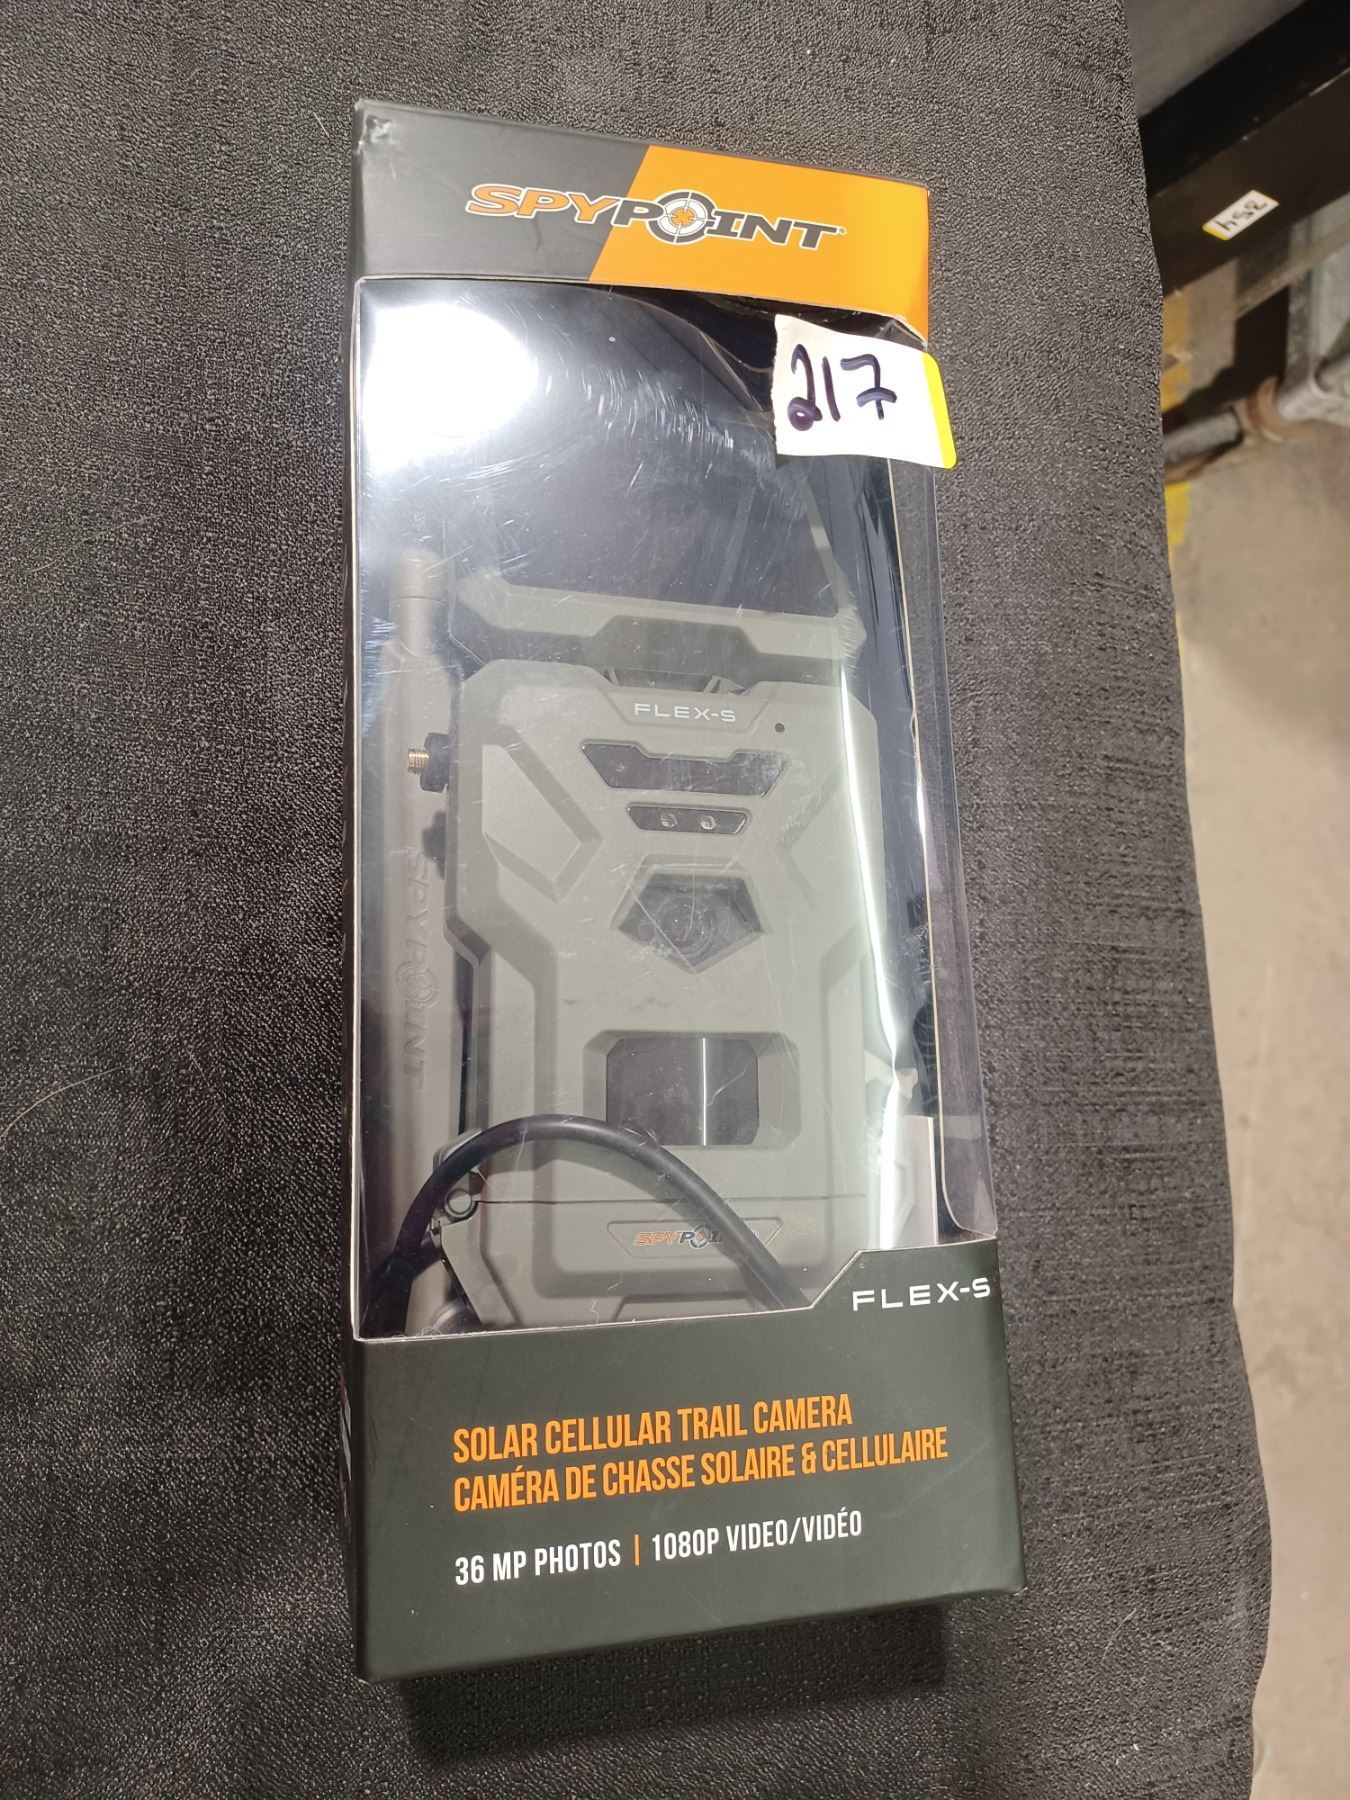 SPYPOINT
354
217
FLEX-S
SPYPOINT
SPYPOINT
FLEX-S
SOLAR CELLULAR TRAIL CAMERA
CAMÉRA DE CHASSE SOLAIRE & CELLULAIRE
36 MP PHOTOS | 1080P VIDEO/VIDÉO